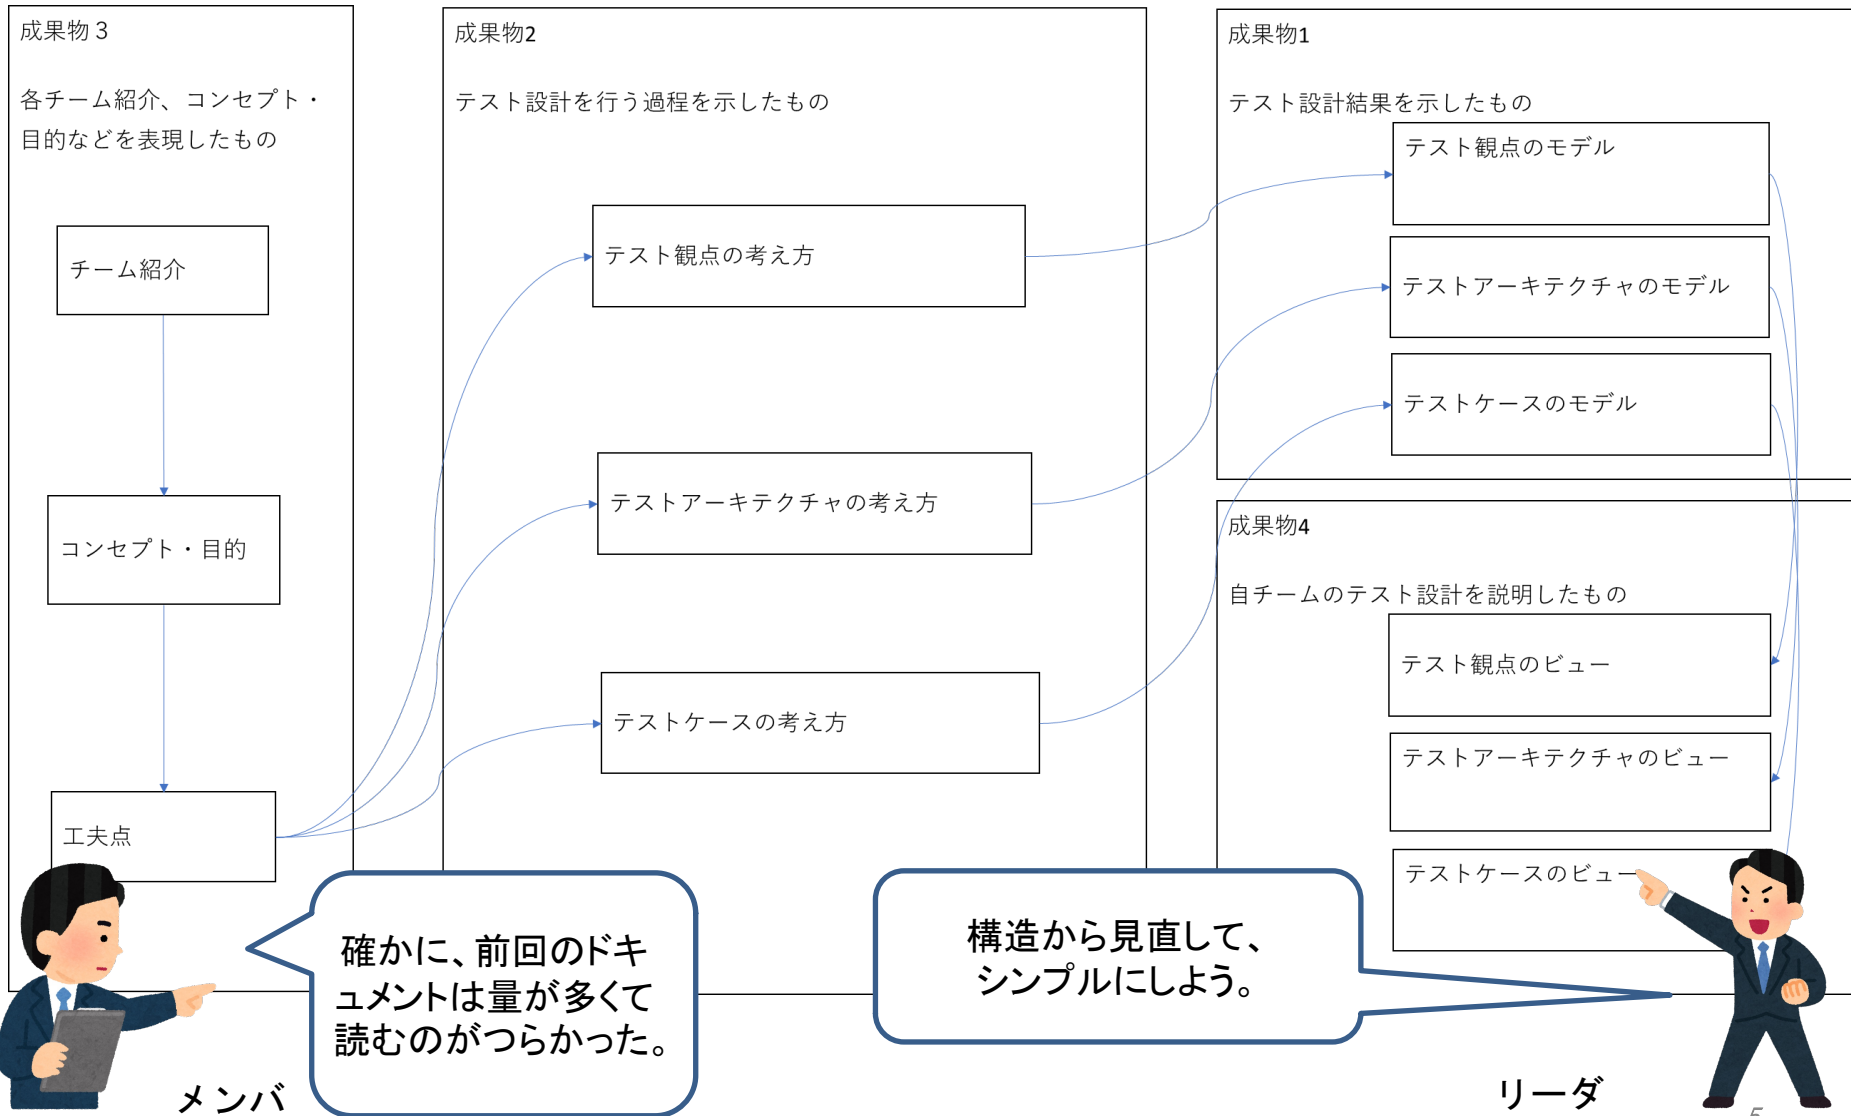 成果物３
各チーム紹介、コンセプト・
目的などを表現したもの
チーム紹介
コンセプト・目的
工夫点
成果物2
テスト設計を行う過程を示したもの
テスト観点の考え方
テストアーキテクチャの考え方
テストケースの考え方
成果物1
テスト設計結果を示したもの
テスト観点のモデル
テストアーキテクチャのモデル
テストケースのモデル
成果物4
自チームのテスト設計を説明したもの
テスト観点のビュー
テストアーキテクチャのビュー
テストケースのビュー
確かに、前回のドキ
ュメントは量が多くて
読むのがつらかった。
構造から見直して、
シンプルにしよう。
メンバ
リーダ
5